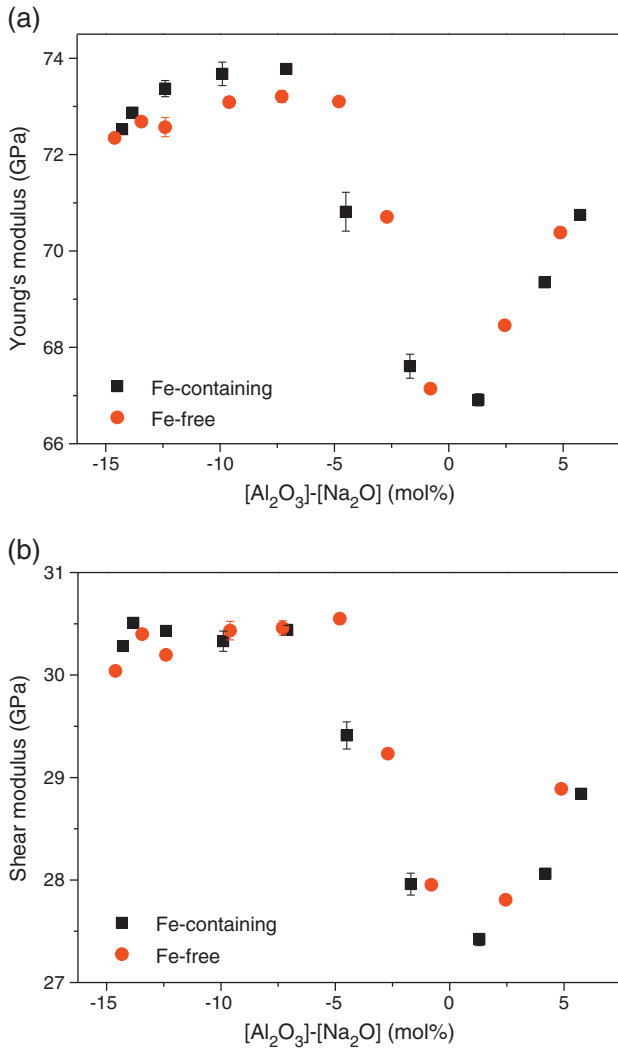 (a)
74
72
70
68
66
Young's modulus (GPa)
Fe-containing
Fe-free
-15
-10
-5
0
5
[Al₂O₃]-[Na₂O] (mol%)
(b)
31
30
29
28
27
Shear modulus (GPa)
Fe-containing
Fe-free
-15
-10
-5
0
5
[Al₂O₃]-[Na₂O] (mol%)